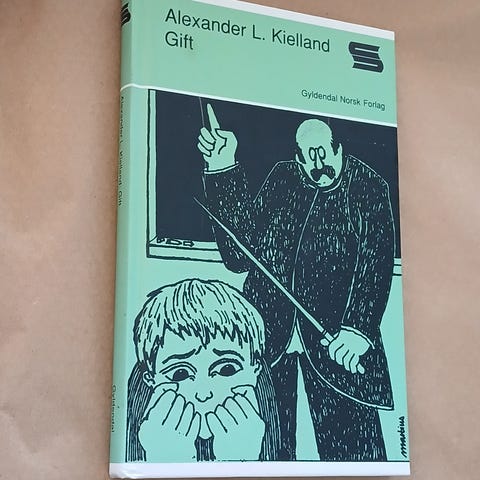 Alexander L. Kielland
Gift
Gyldendal Norsk Forlag
Alexander L. Kielland: Gift
Gyldendal